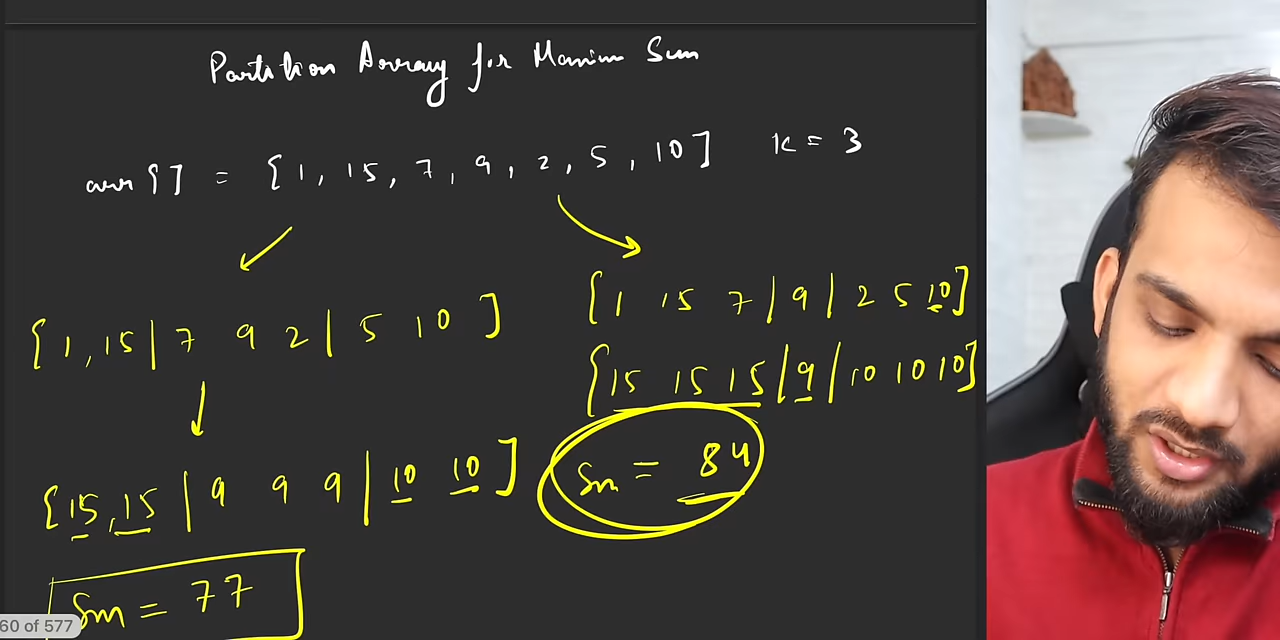 Partition Array for Maximum Sum
arr[] = [1, 15, 7, 9, 2, 5, 10] k = 3
[1, 15 | 7 9 2 | 5 10]
[15, 15 | 9 9 9 | 10 10]
Sm = 77
[1 15 7 | 9 | 2 5 10]
[15 15 15 | 9 | 10 10 10]
Sm = 84
60 of 577